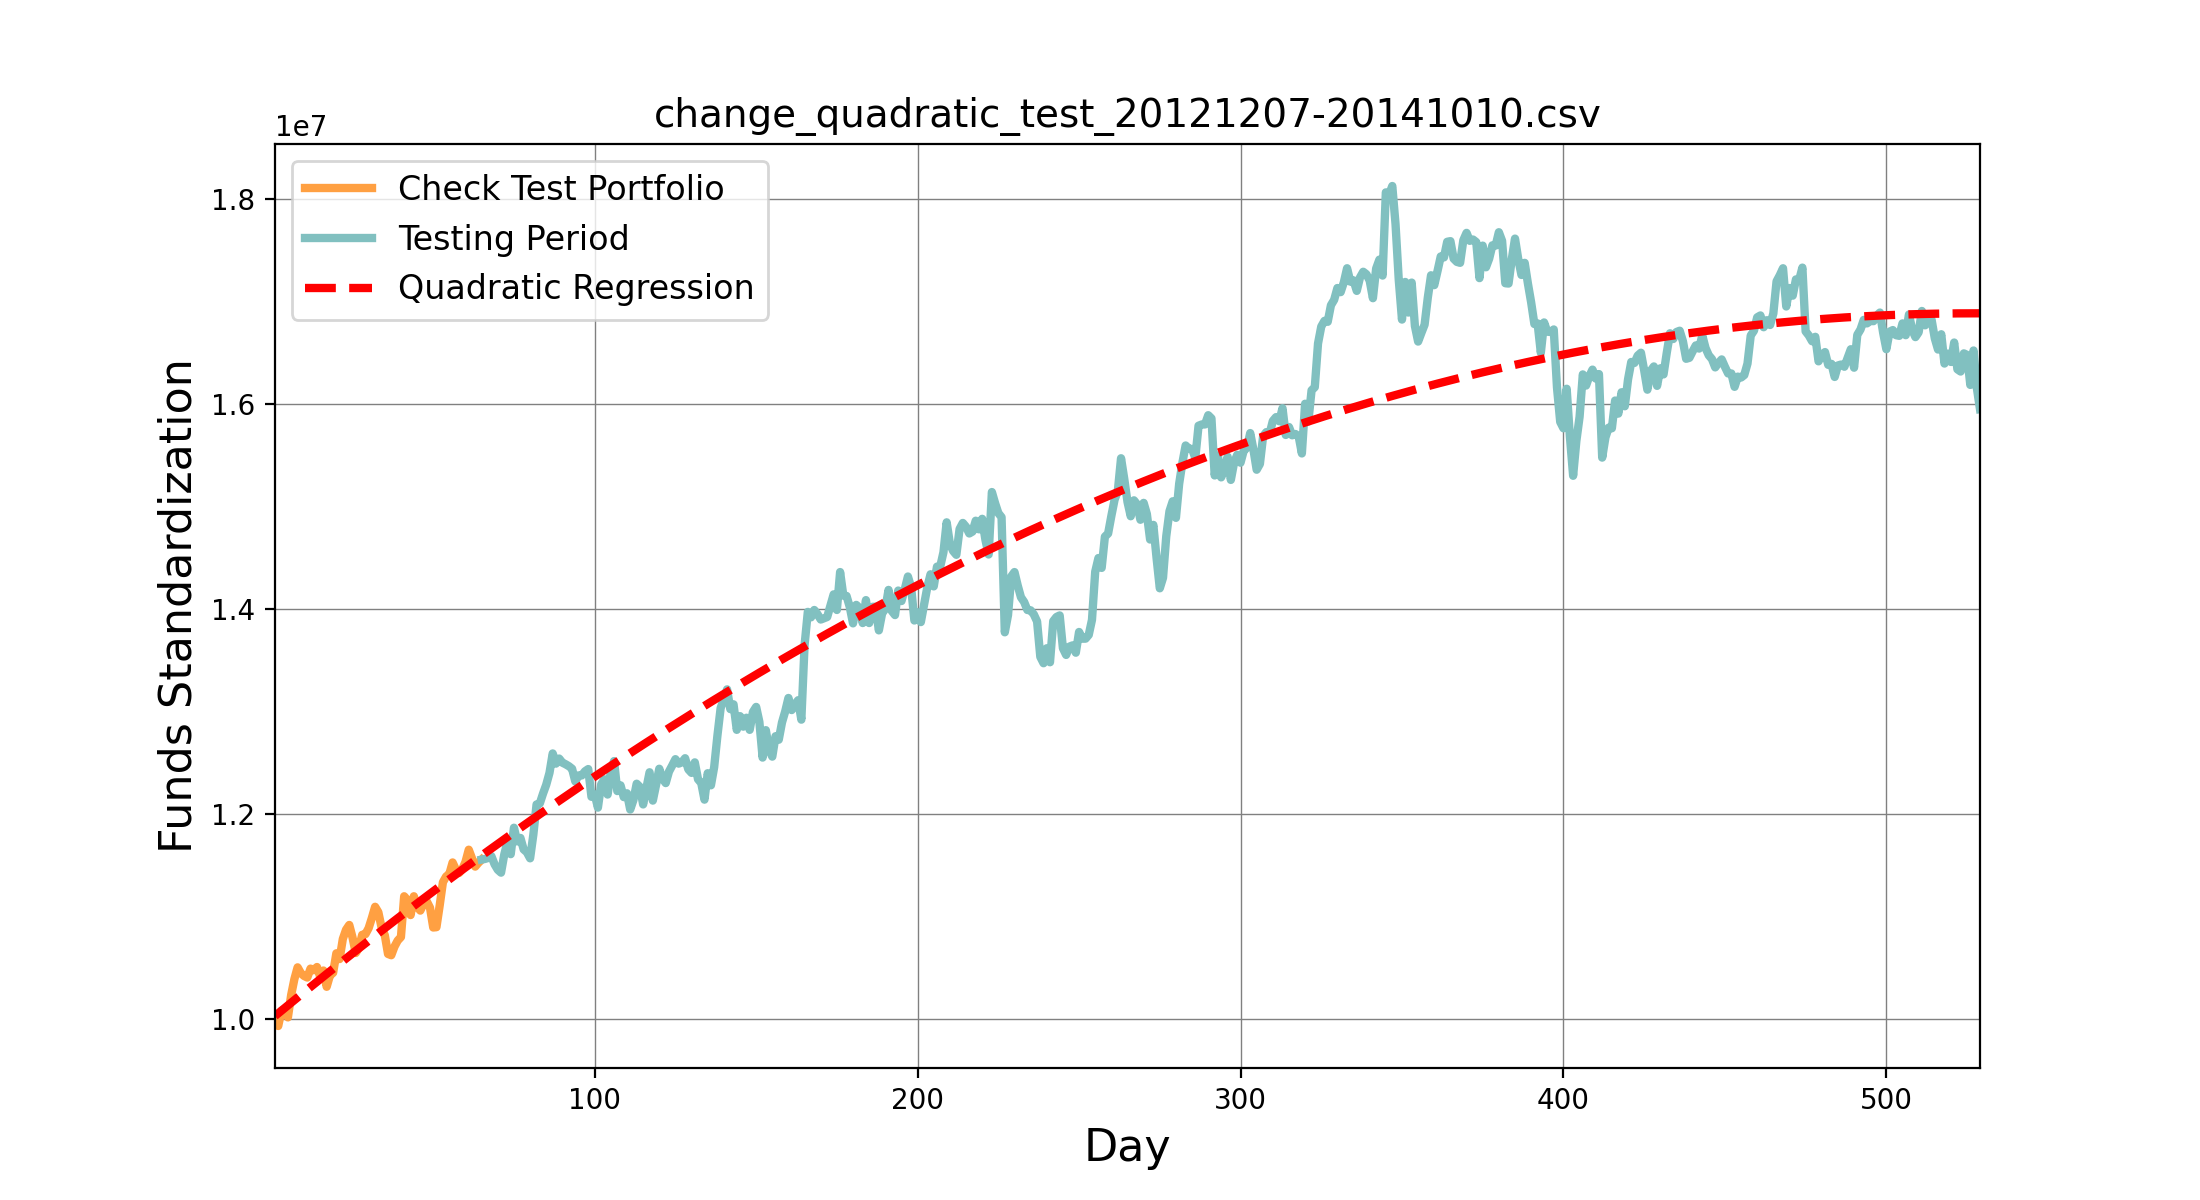 change_quadratic_test_20121207-20141010.csv
1e7
Check Test Portfolio
Testing Period
Quadratic Regression
Funds Standardization
1.8
1.6
1.4
1.2
1.0
100 200 300 400 500
Day